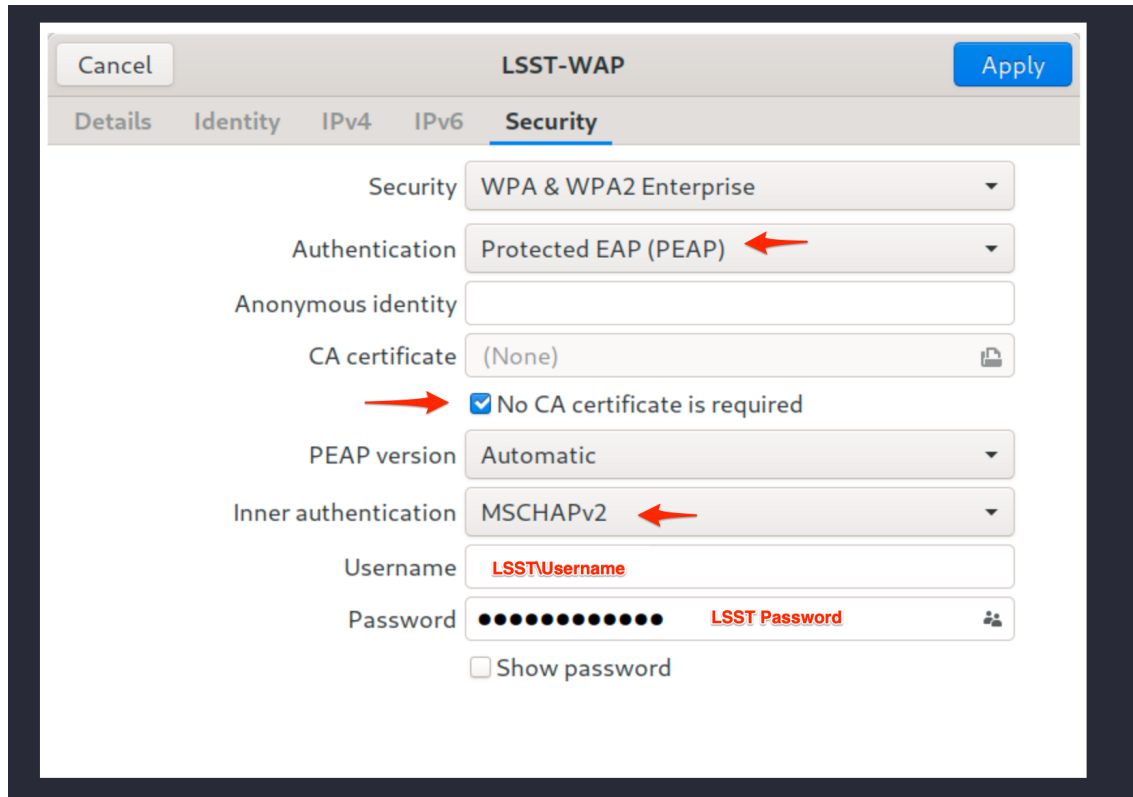 Cancel LSST-WAP Apply
Details Identity IPv4 IPv6 Security
Security WPA & WPA2 Enterprise
Authentication Protected EAP (PEAP)
Anonymous identity
CA certificate (None)
No CA certificate is required
PEAP version Automatic
Inner authentication MSCHAPv2
Username LSST\Username
Password ●●●●●●●●●●●● LSST Password
Show password